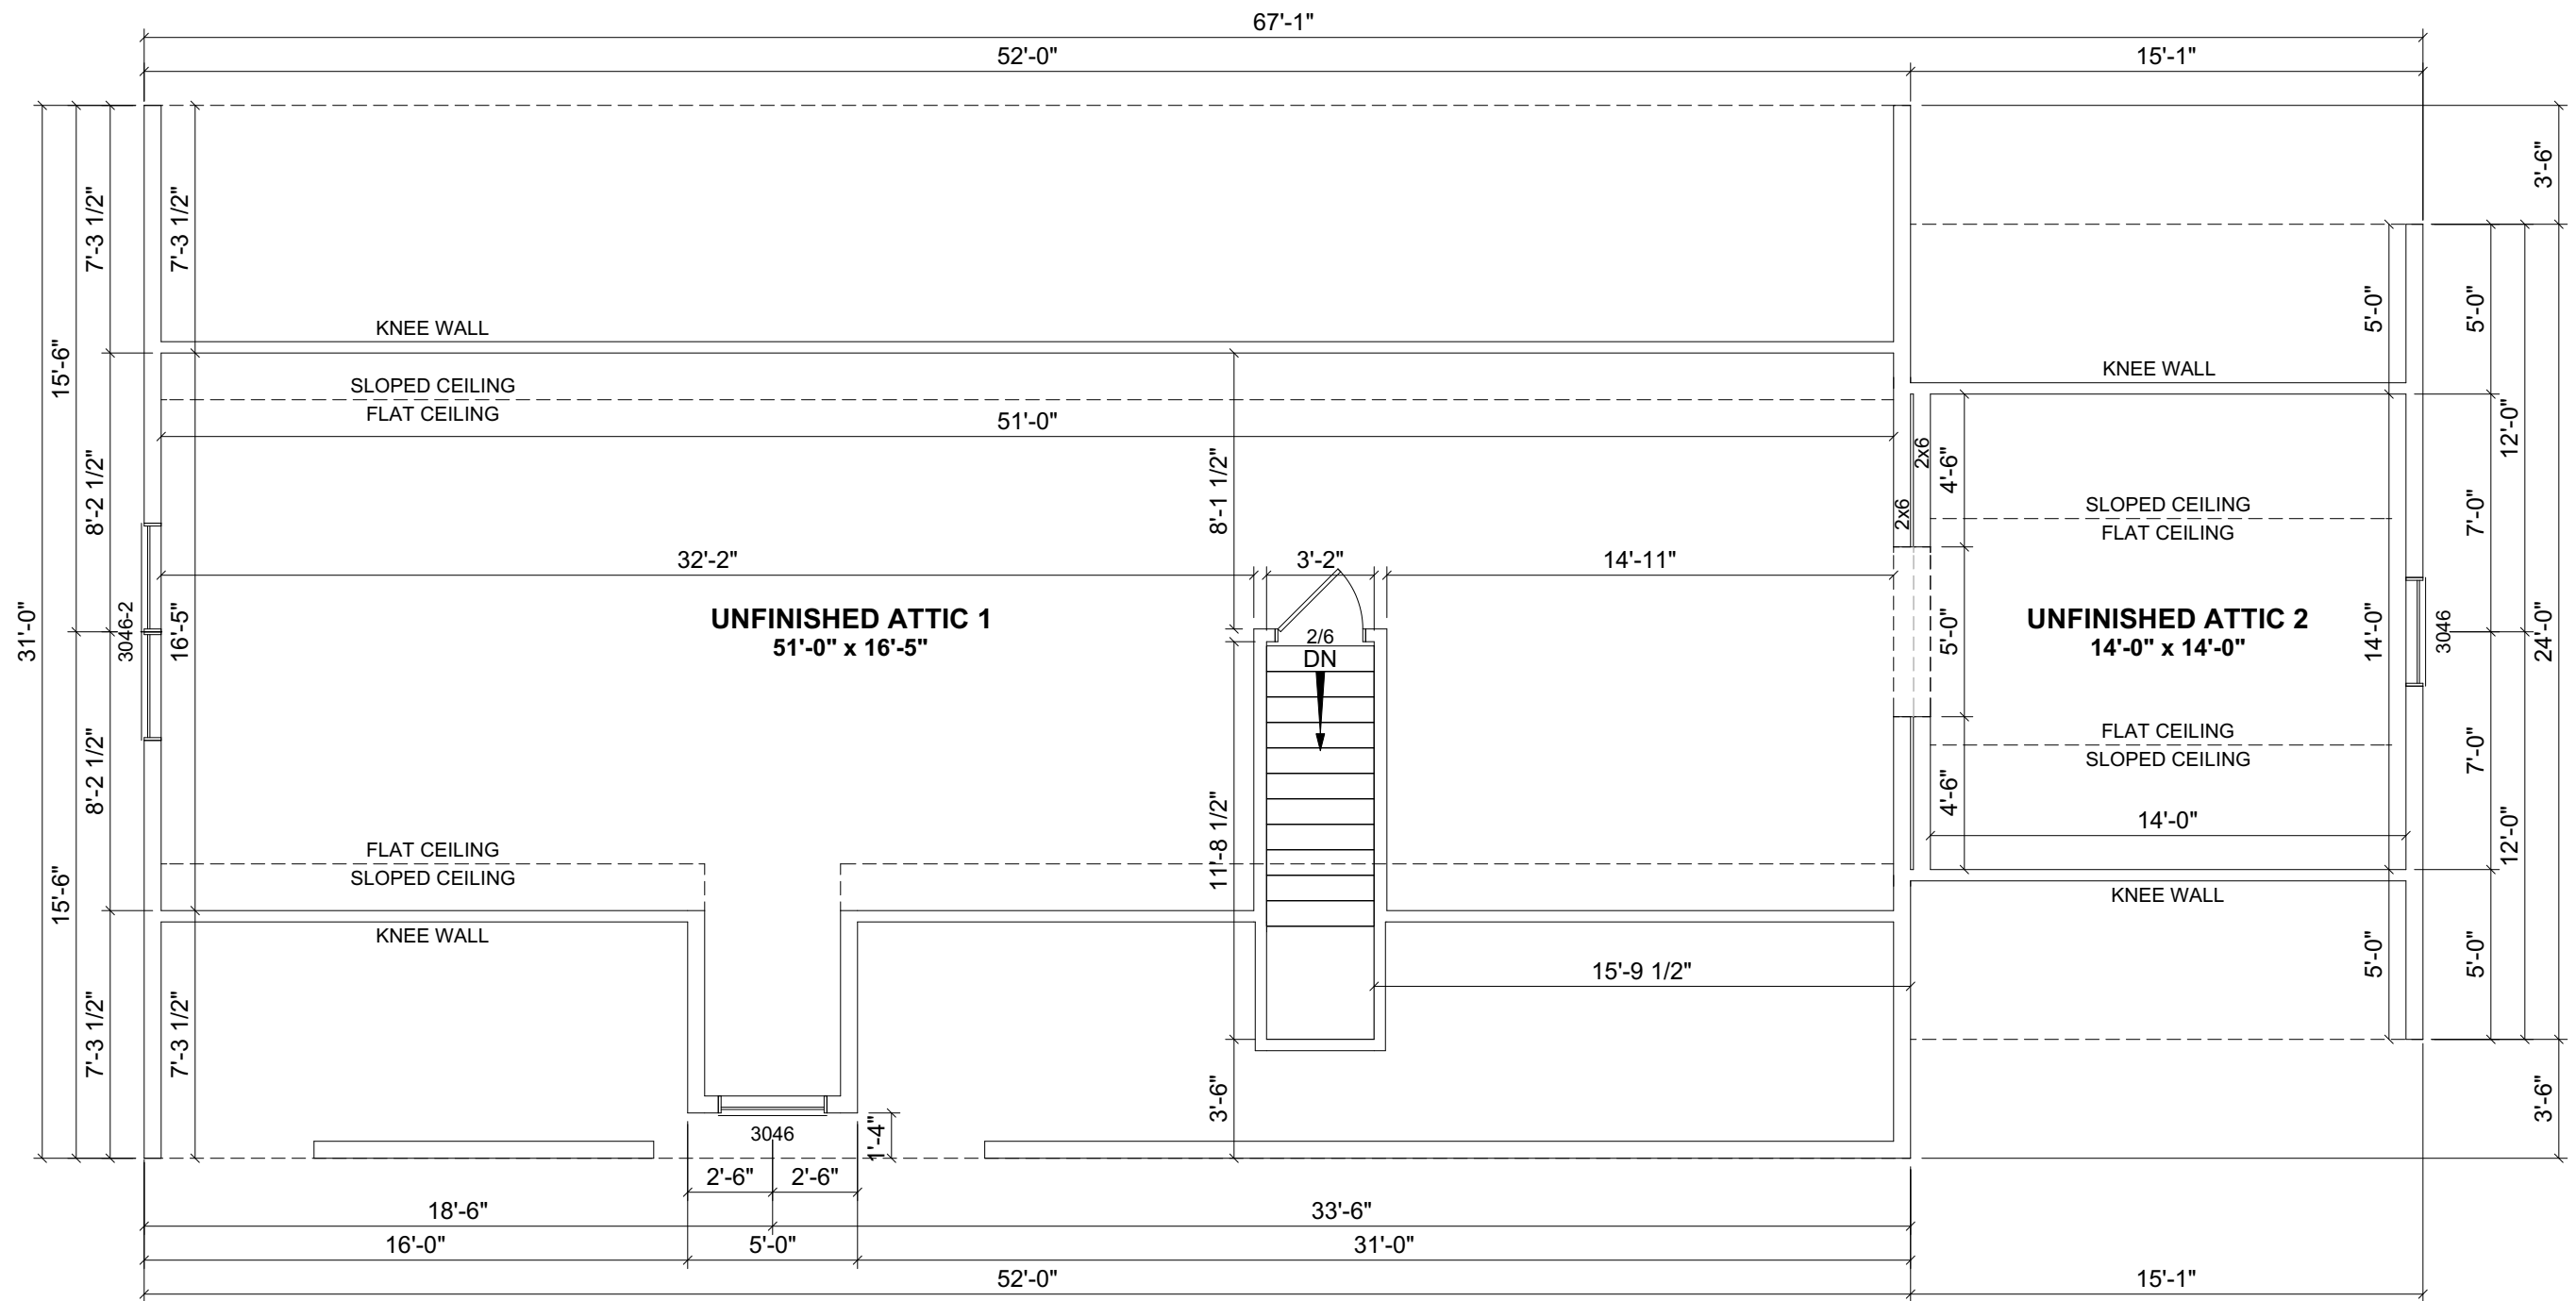 67'-1"
52'-0"
15'-1"
3'-6"
7'-3 1/2"
7'-3 1/2"
5'-0"
5'-0"
KNEE WALL
KNEE WALL
15'-6"
SLOPED CEILING
FLAT CEILING
51'-0"
12'-0"
8'-2 1/2"
8'-1 1/2"
2x6
2x6
4'-6"
SLOPED CEILING
FLAT CEILING
7'-0"
32'-2"
3'-2"
14'-11"
31'-0"
3046-2
16'-5"
UNFINISHED ATTIC 1
51'-0" x 16'-5"
2/6
DN
5'-0"
UNFINISHED ATTIC 2
14'-0" x 14'-0"
14'-0"
3046
24'-0"
8'-2 1/2"
11'-8 1/2"
4'-6"
FLAT CEILING
SLOPED CEILING
7'-0"
14'-0"
12'-0"
15'-6"
FLAT CEILING
SLOPED CEILING
KNEE WALL
KNEE WALL
15'-9 1/2"
5'-0"
5'-0"
7'-3 1/2"
7'-3 1/2"
3'-6"
3'-6"
3046
1'-4"
2'-6"
2'-6"
18'-6"
33'-6"
16'-0"
5'-0"
31'-0"
52'-0"
15'-1"